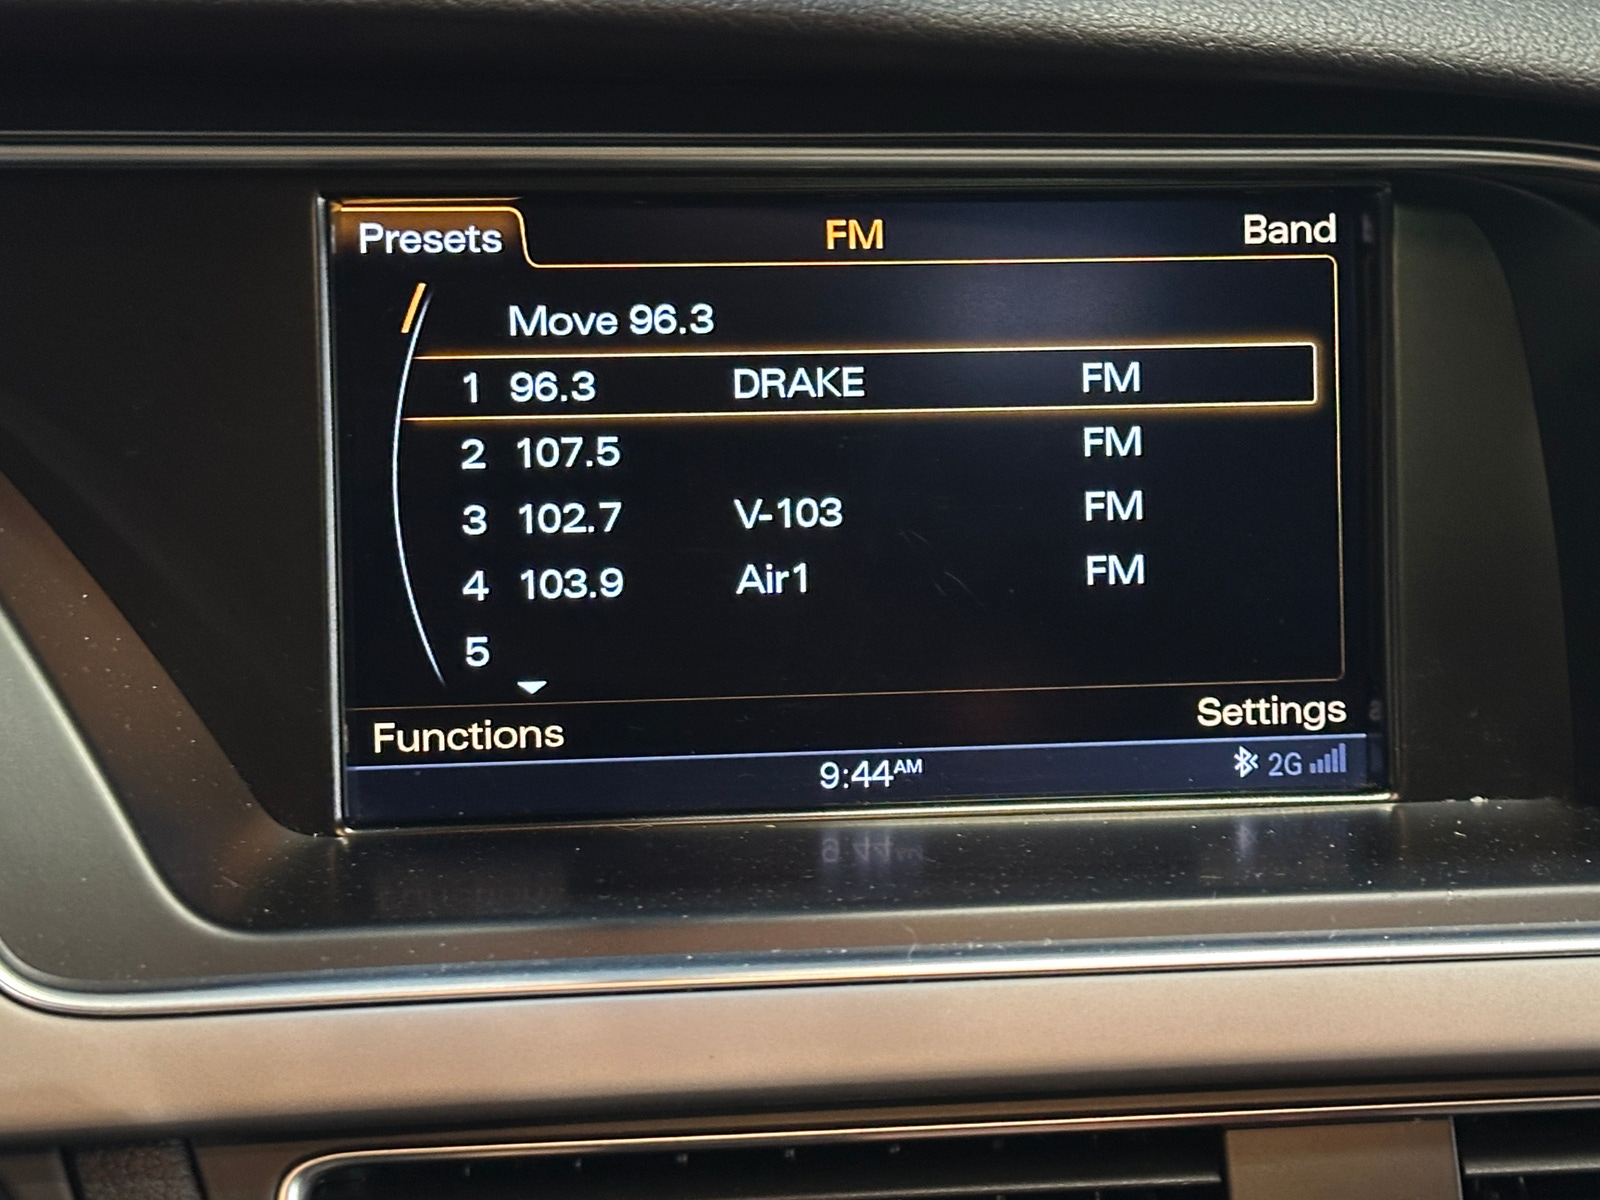 Presets FM Band
Move 96.3
1 96.3 DRAKE FM
2 107.5 FM
3 102.7 V-103 FM
4 103.9 Air1 FM
5
Functions Settings
9:44AM 2G